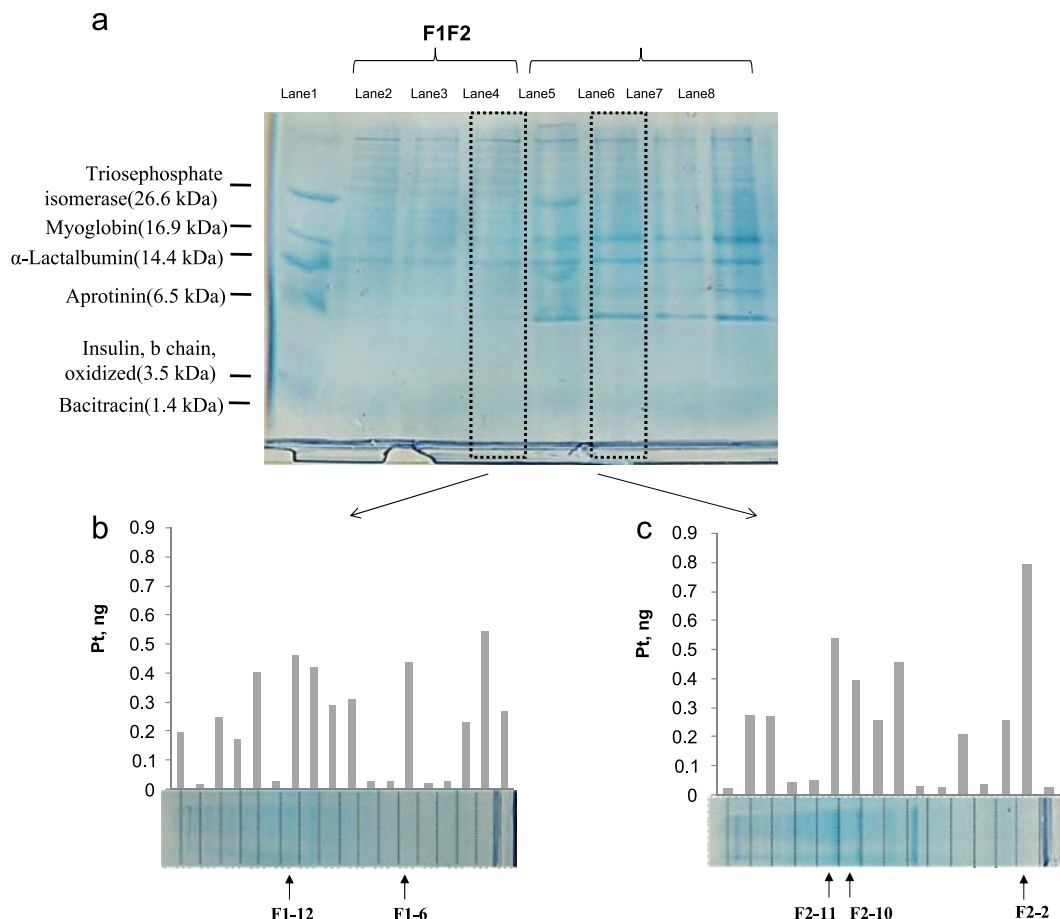 a
F1F2
Lane1 Lane2 Lane3 Lane4 Lane5 Lane6 Lane7 Lane8
Triosephosphate
isomerase(26.6 kDa)
Myoglobin(16.9 kDa)
α-Lactalbumin(14.4 kDa)
Aprotinin(6.5 kDa)
Insulin, b chain,
oxidized(3.5 kDa)
Bacitracin(1.4 kDa)
b
Pt, ng
0.9
0.8
0.7
0.6
0.5
0.4
0.3
0.2
0.1
0
F1-12 F1-6
c
Pt, ng
0.9
0.8
0.7
0.6
0.5
0.4
0.3
0.2
0.1
0
F2-11 F2-10 F2-2